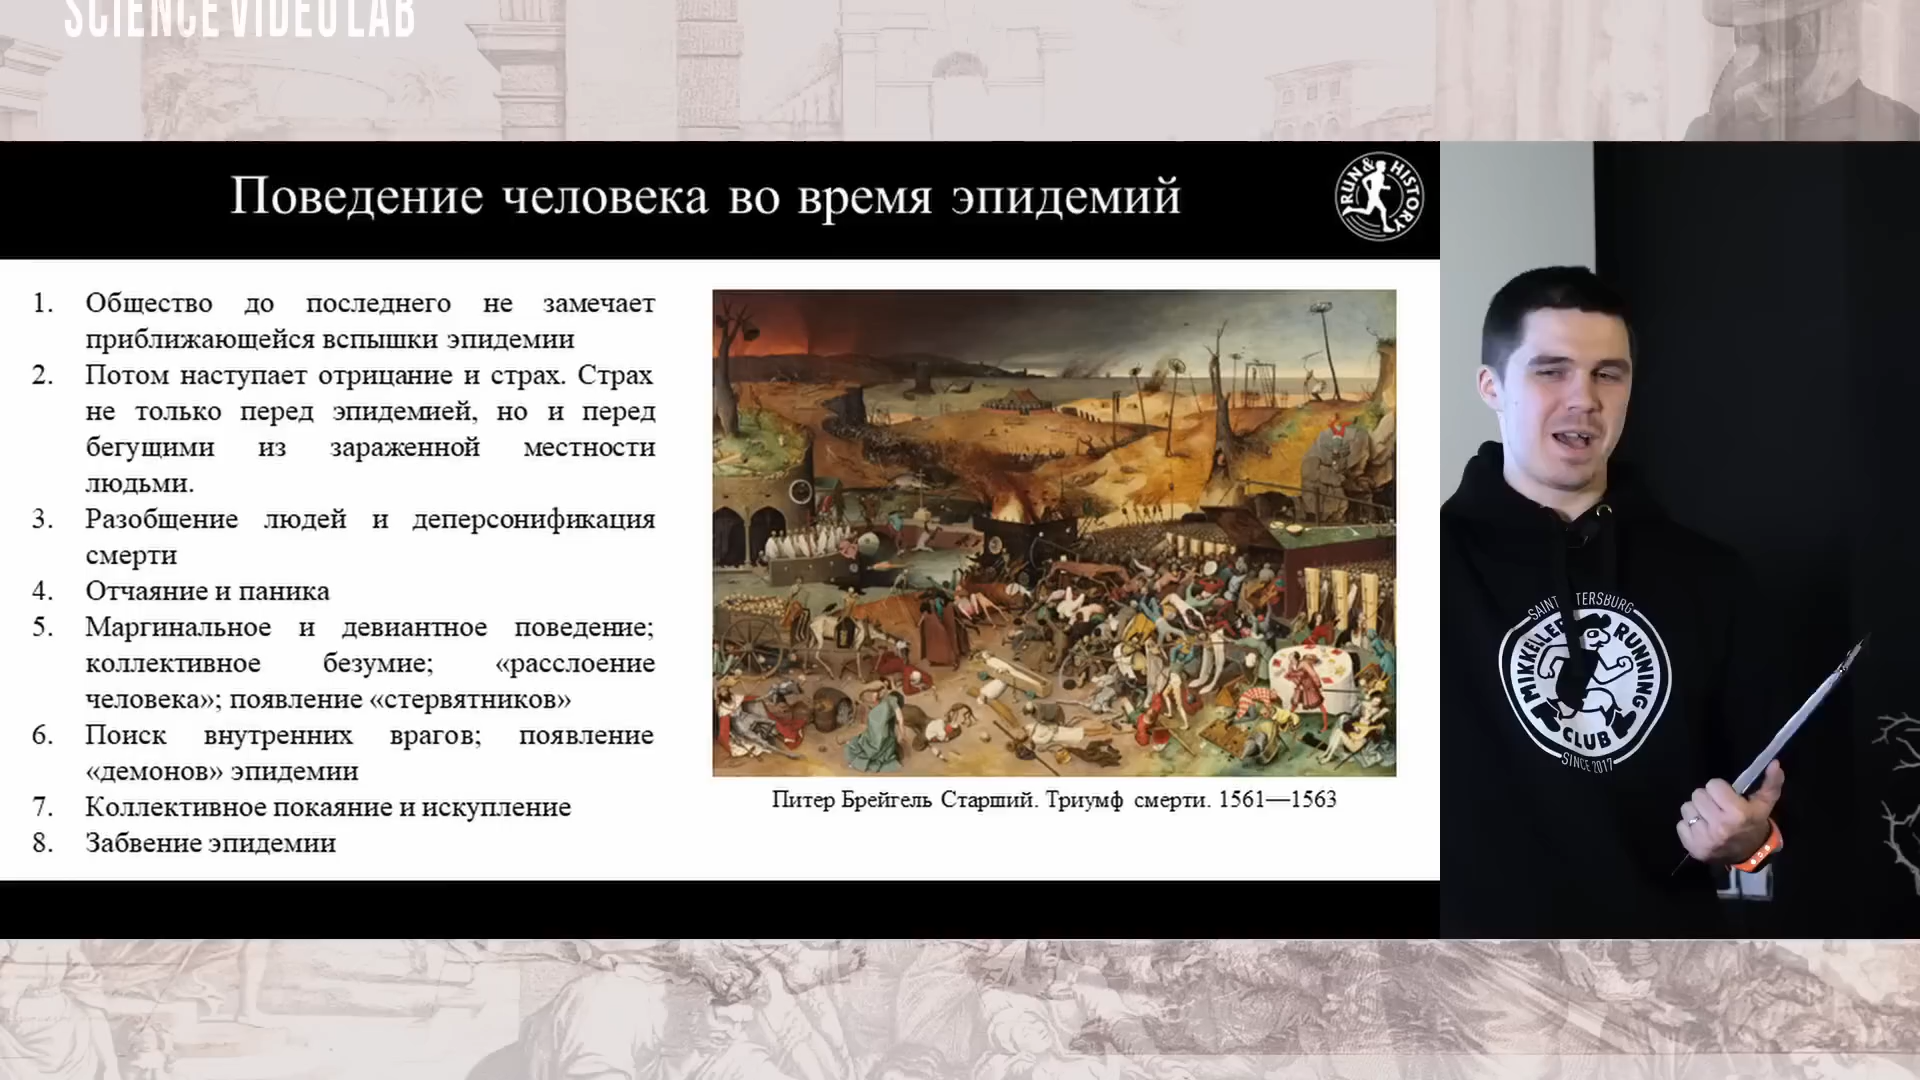 SCIENCE VIDEO LAB
Поведение человека во время эпидемий
RUN & HISTORY
1. Общество до последнего не замечает
приближающейся вспышки эпидемии
2. Потом наступает отрицание и страх. Страх
не только перед эпидемией, но и перед
бегущими из зараженной местности
людьми.
3. Разобщение людей и деперсонификация
смерти
4. Отчаяние и паника
5. Маргинальное и девиантное поведение;
коллективное безумие; «расслоение
человека»; появление «стервятников»
6. Поиск внутренних врагов; появление
«демонов» эпидемии
7. Коллективное покаяние и искупление
8. Забвение эпидемии
Питер Брейгель Старший. Триумф смерти. 1561—1563
SAINT
TERSBURG
MIKKELLER RUNNING
CLUB
SINCE 2017